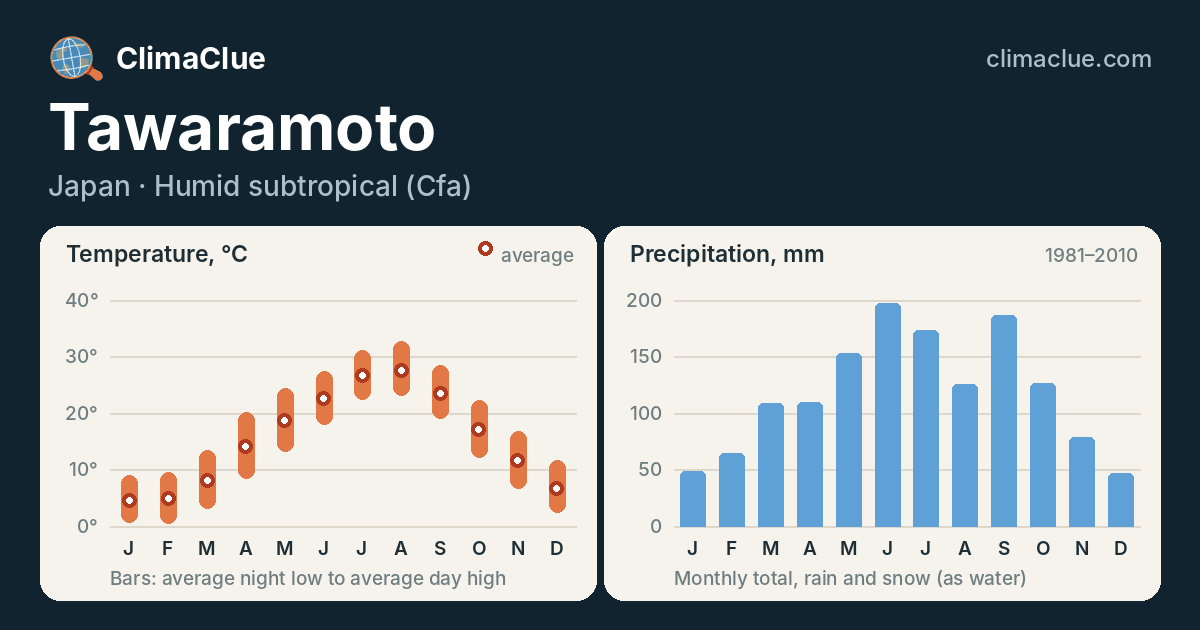 ClimaClue
climaclue.com
Tawaramoto
Japan · Humid subtropical (Cfa)
Temperature, °C
average
40°
30°
20°
10°
0°
J F M A M J J A S O N D
Bars: average night low to average day high
Precipitation, mm
1981–2010
200
150
100
50
0
J F M A M J J A S O N D
Monthly total, rain and snow (as water)